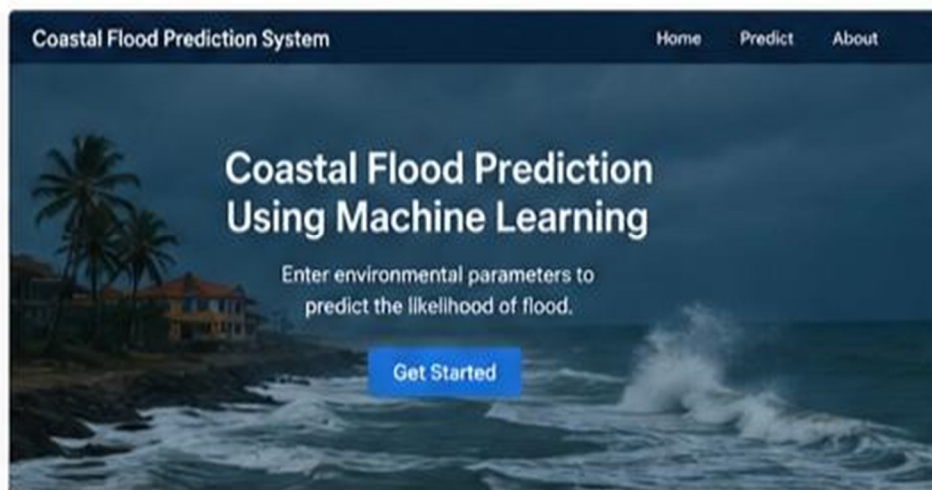 Coastal Flood Prediction System
Home Predict About
Coastal Flood Prediction
Using Machine Learning
Enter environmental parameters to
predict the likelihood of flood.
Get Started